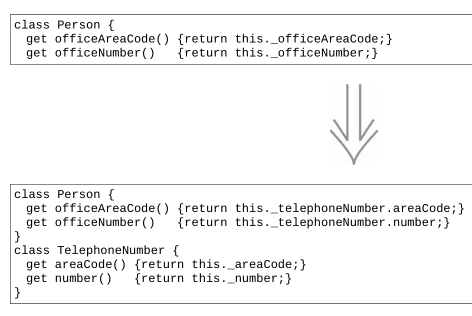 class Person {
  get officeAreaCode() {return this._officeAreaCode;}
  get officeNumber()   {return this._officeNumber;}
class Person {
  get officeAreaCode() {return this._telephoneNumber.areaCode;}
  get officeNumber()   {return this._telephoneNumber.number;}
}
class TelephoneNumber {
  get areaCode() {return this._areaCode;}
  get number()   {return this._number;}
}